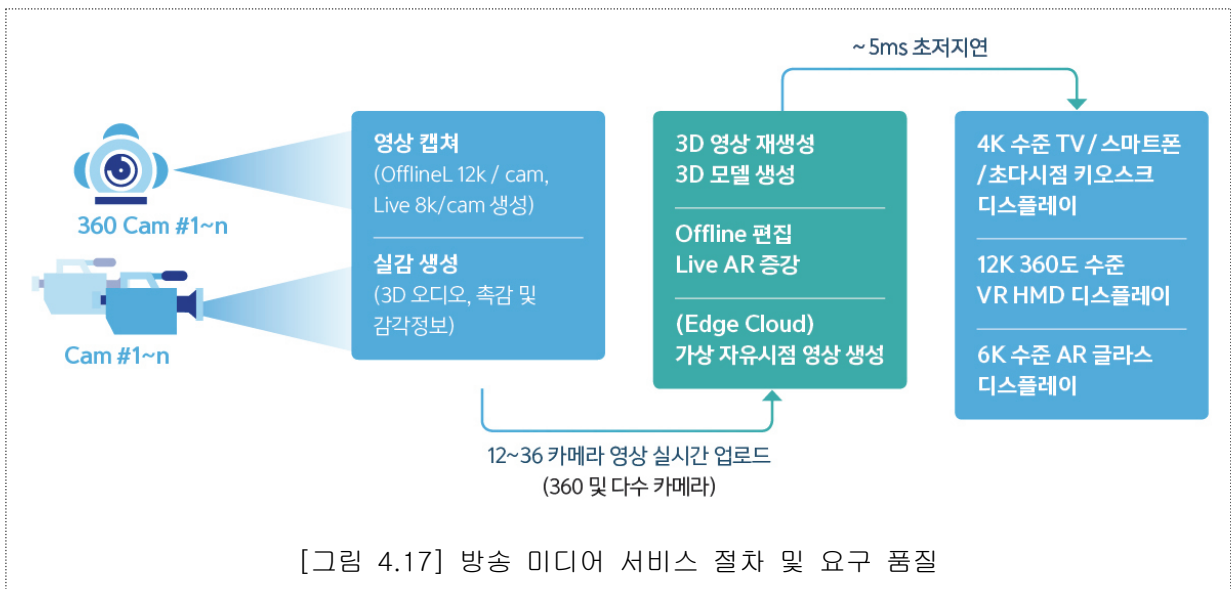 ~ 5ms 초저지연
360 Cam #1~n
Cam #1~n
영상 캡쳐
(OfflineL 12k / cam,
Live 8k/cam 생성)
실감 생성
(3D 오디오, 촉감 및
감각정보)
3D 영상 재생성
3D 모델 생성
Offline 편집
Live AR 증강
(Edge Cloud)
가상 자유시점 영상 생성
4K 수준 TV / 스마트폰
/초다시점 키오스크
디스플레이
12K 360도 수준
VR HMD 디스플레이
6K 수준 AR 글라스
디스플레이
12~36 카메라 영상 실시간 업로드
(360 및 다수 카메라)
[그림 4.17] 방송 미디어 서비스 절차 및 요구 품질